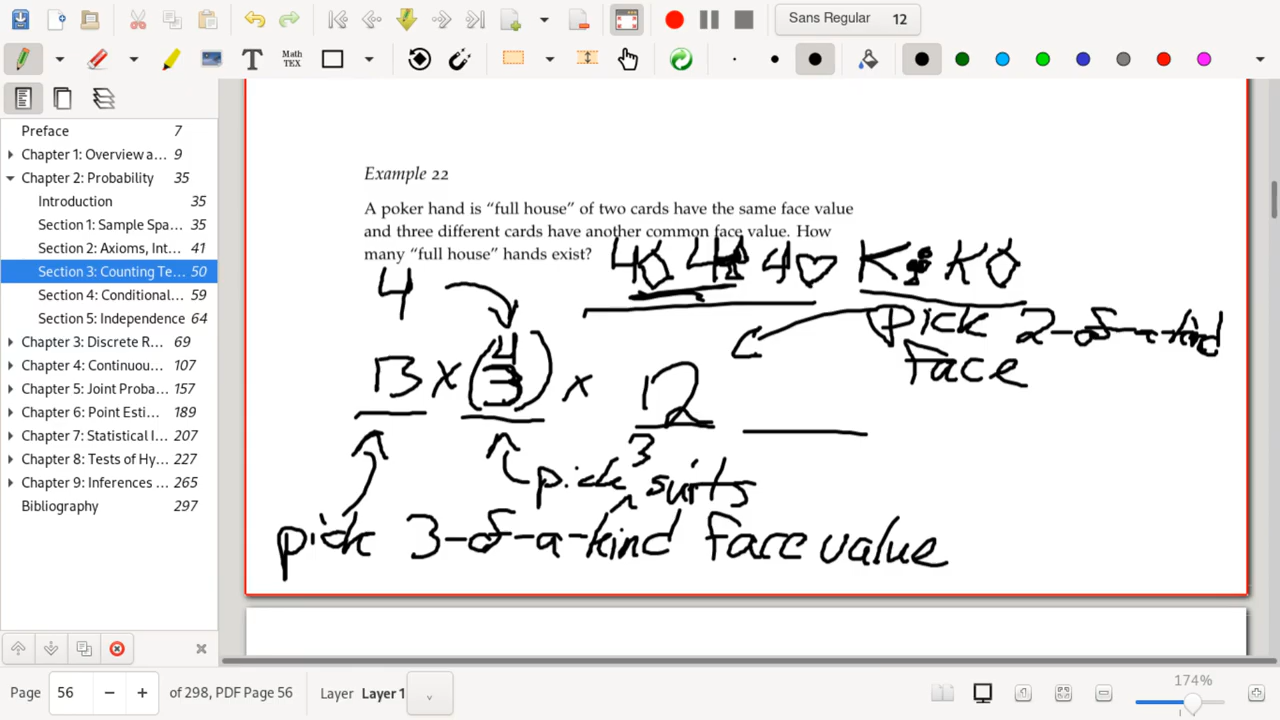 Sans Regular 12
Math
TEX
Preface 7
Chapter 1: Overview a... 9
Chapter 2: Probability 35
Introduction 35
Section 1: Sample Spa... 35
Section 2: Axioms, Int... 41
Section 3: Counting Te... 50
Section 4: Conditional... 59
Section 5: Independence 64
Chapter 3: Discrete R... 69
Chapter 4: Continuou... 107
Chapter 5: Joint Proba... 157
Chapter 6: Point Esti... 189
Chapter 7: Statistical I... 207
Chapter 8: Tests of Hy... 227
Chapter 9: Inferences ... 265
Bibliography 297
Example 22
A poker hand is “full house” of two cards have the same face value
and three different cards have another common face value. How
many “full house” hands exist?
4♢ 4♣ 4♡ K♣ K♢
4
pick 2-of-a-kind
face
13 × (4 3) × 12
pick 3 suits
pick 3-of-a-kind face value
Page 56 of 298, PDF Page 56 Layer Layer 1 174%